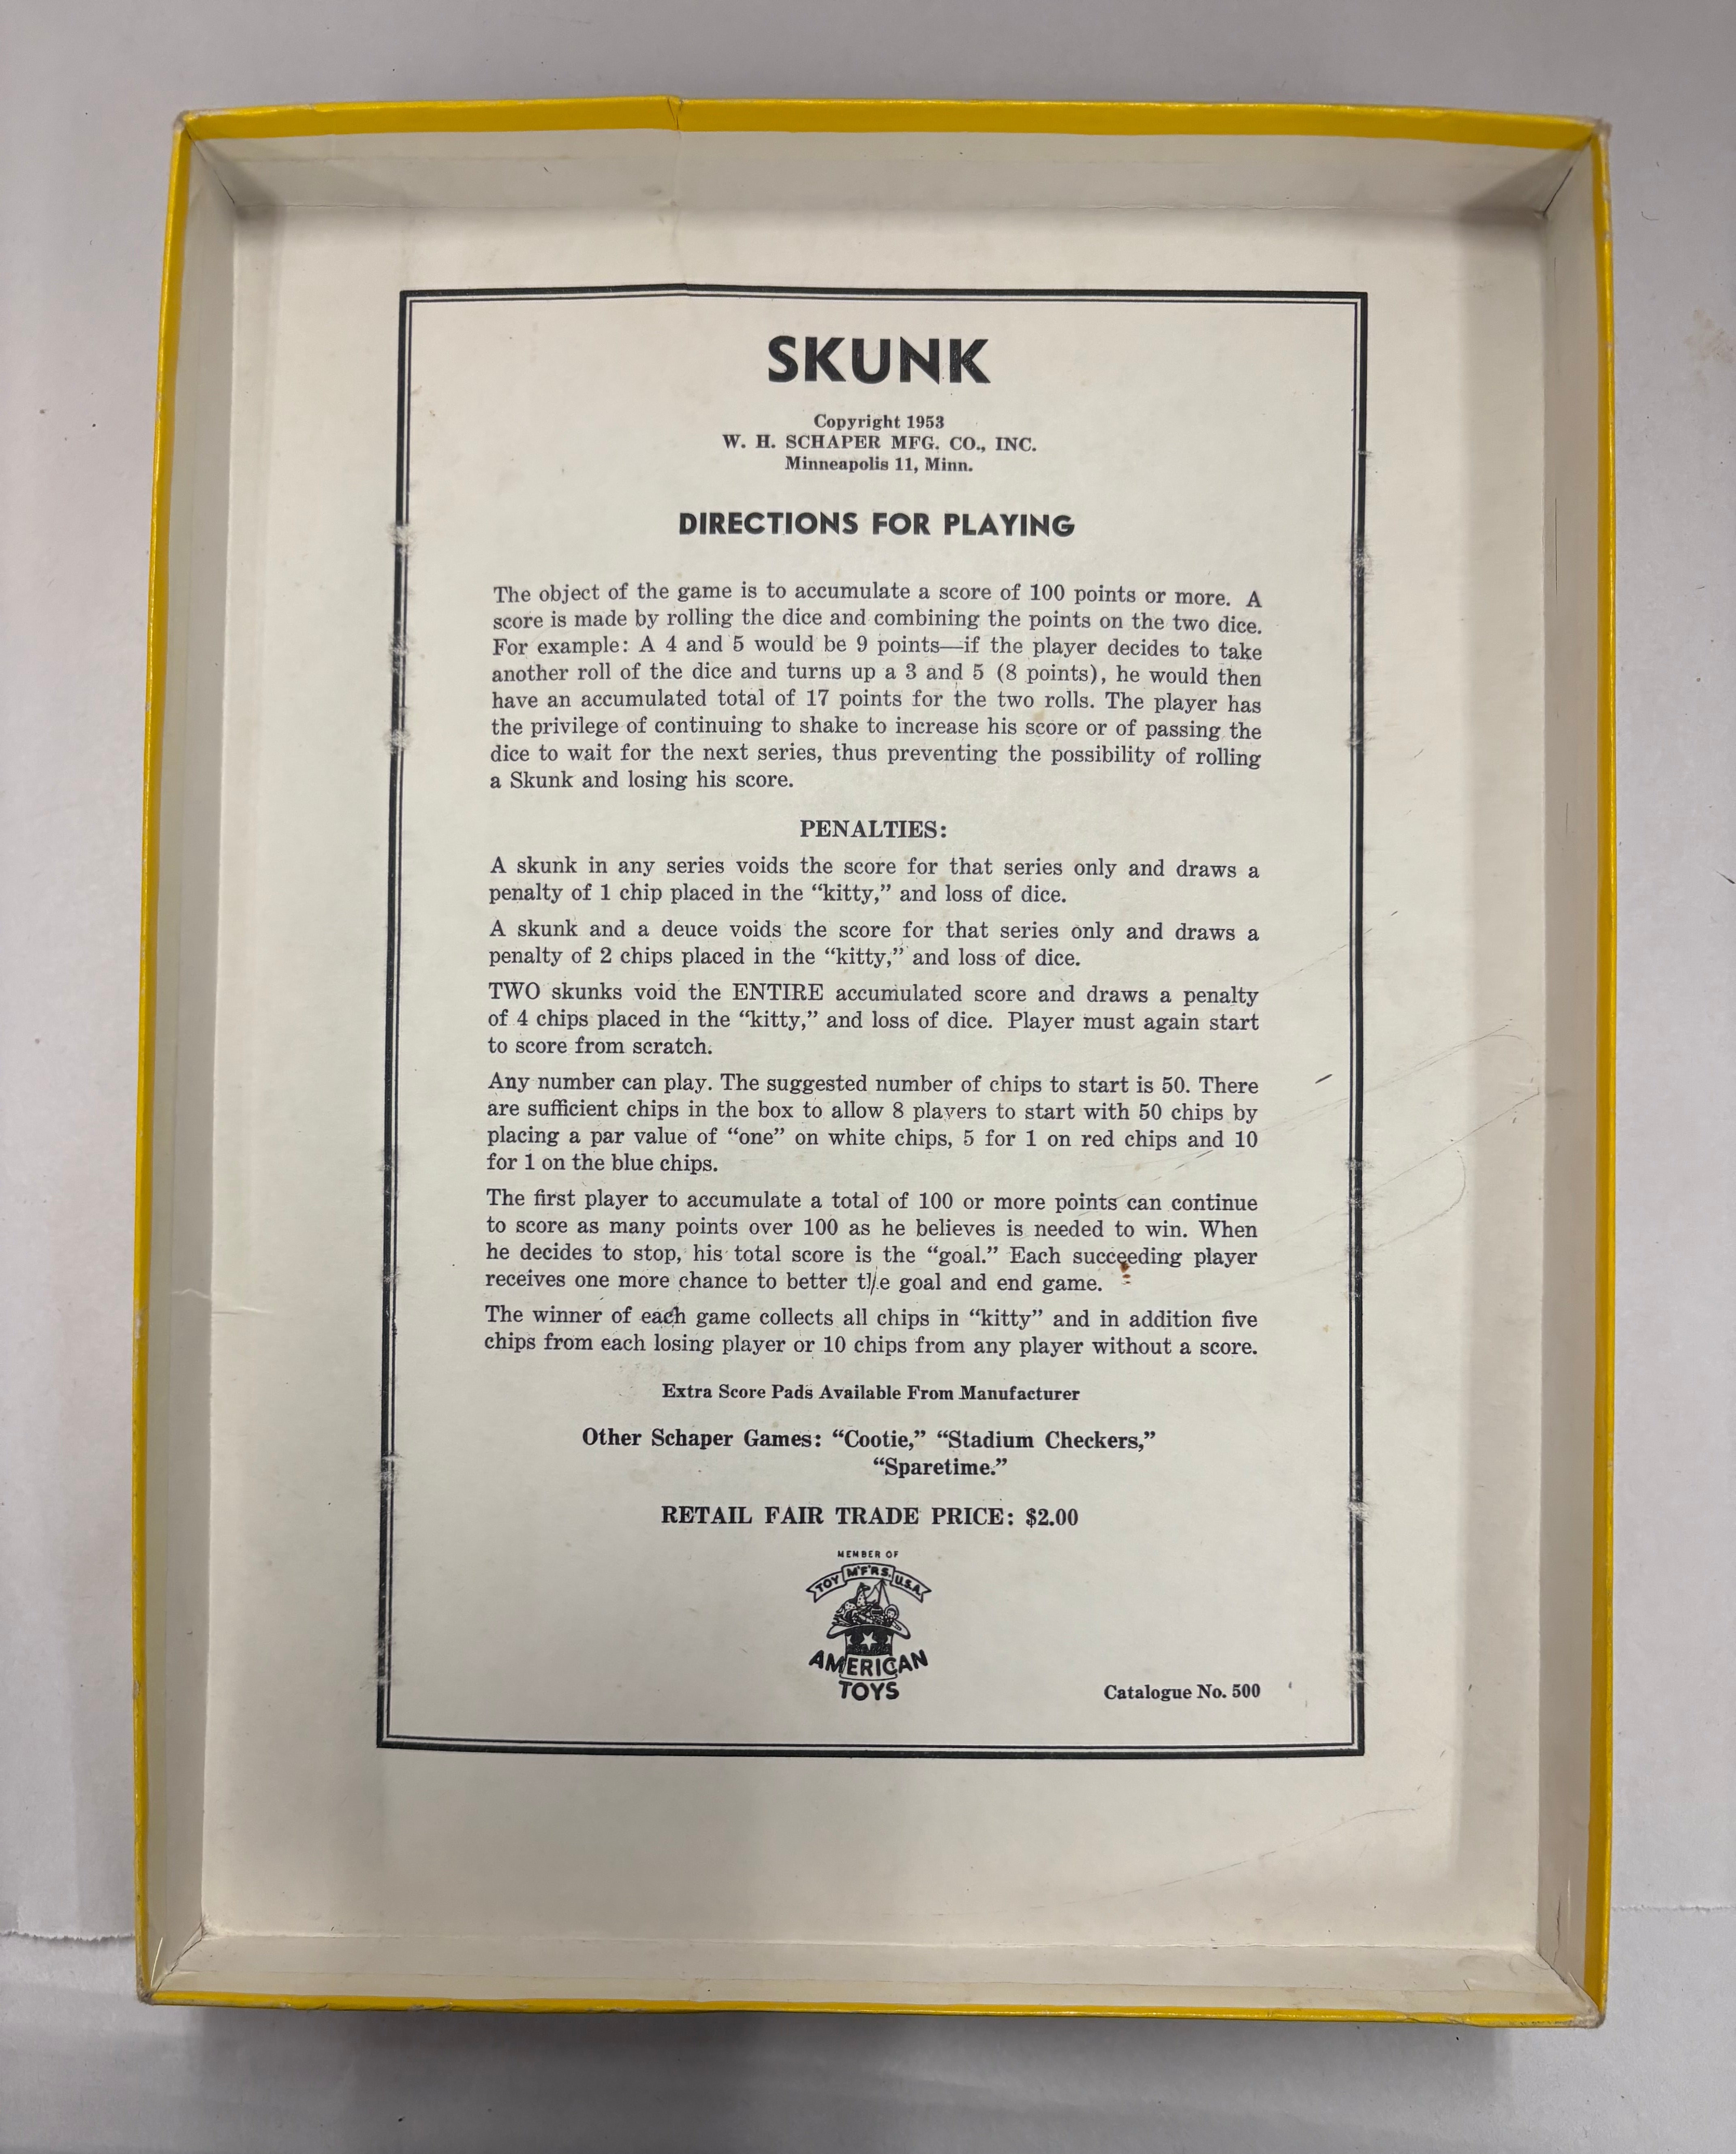 SKUNK
Copyright 1953
W. H. SCHAPER MFG. CO., INC.
Minneapolis 11, Minn.
DIRECTIONS FOR PLAYING
The object of the game is to accumulate a score of 100 points or more. A
score is made by rolling the dice and combining the points on the two dice.
For example: A 4 and 5 would be 9 points—if the player decides to take
another roll of the dice and turns up a 3 and 5 (8 points), he would then
have an accumulated total of 17 points for the two rolls. The player has
the privilege of continuing to shake to increase his score or of passing the
dice to wait for the next series, thus preventing the possibility of rolling
a Skunk and losing his score.
PENALTIES:
A skunk in any series voids the score for that series only and draws a
penalty of 1 chip placed in the “kitty,” and loss of dice.
A skunk and a deuce voids the score for that series only and draws a
penalty of 2 chips placed in the “kitty,” and loss of dice.
TWO skunks void the ENTIRE accumulated score and draws a penalty
of 4 chips placed in the “kitty,” and loss of dice. Player must again start
to score from scratch.
Any number can play. The suggested number of chips to start is 50. There
are sufficient chips in the box to allow 8 players to start with 50 chips by
placing a par value of “one” on white chips, 5 for 1 on red chips and 10
for 1 on the blue chips.
The first player to accumulate a total of 100 or more points can continue
to score as many points over 100 as he believes is needed to win. When
he decides to stop, his total score is the “goal.” Each succeeding player
receives one more chance to better the goal and end game.
The winner of each game collects all chips in “kitty” and in addition five
chips from each losing player or 10 chips from any player without a score.
Extra Score Pads Available From Manufacturer
Other Schaper Games: “Cootie,” “Stadium Checkers,”
“Sparetime.”
RETAIL FAIR TRADE PRICE: $2.00
MEMBER OF
TOY M'F'RS. U.S.A.
AMERICAN
TOYS
Catalogue No. 500